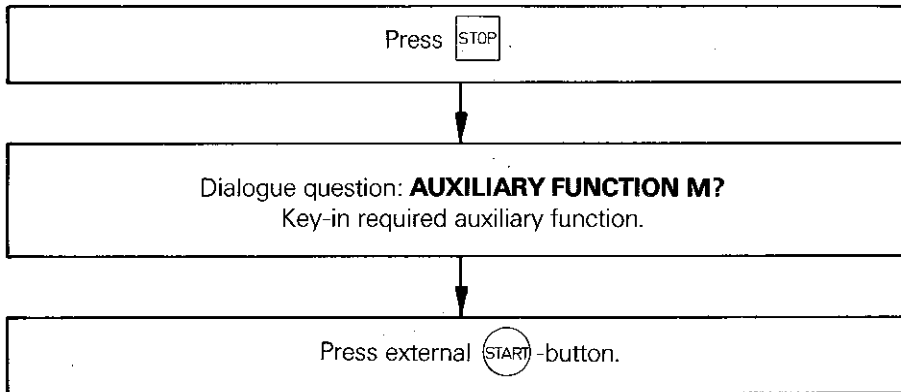 Press STOP.
Dialogue question: AUXILIARY FUNCTION M?
Key-in required auxiliary function.
Press external START-button.